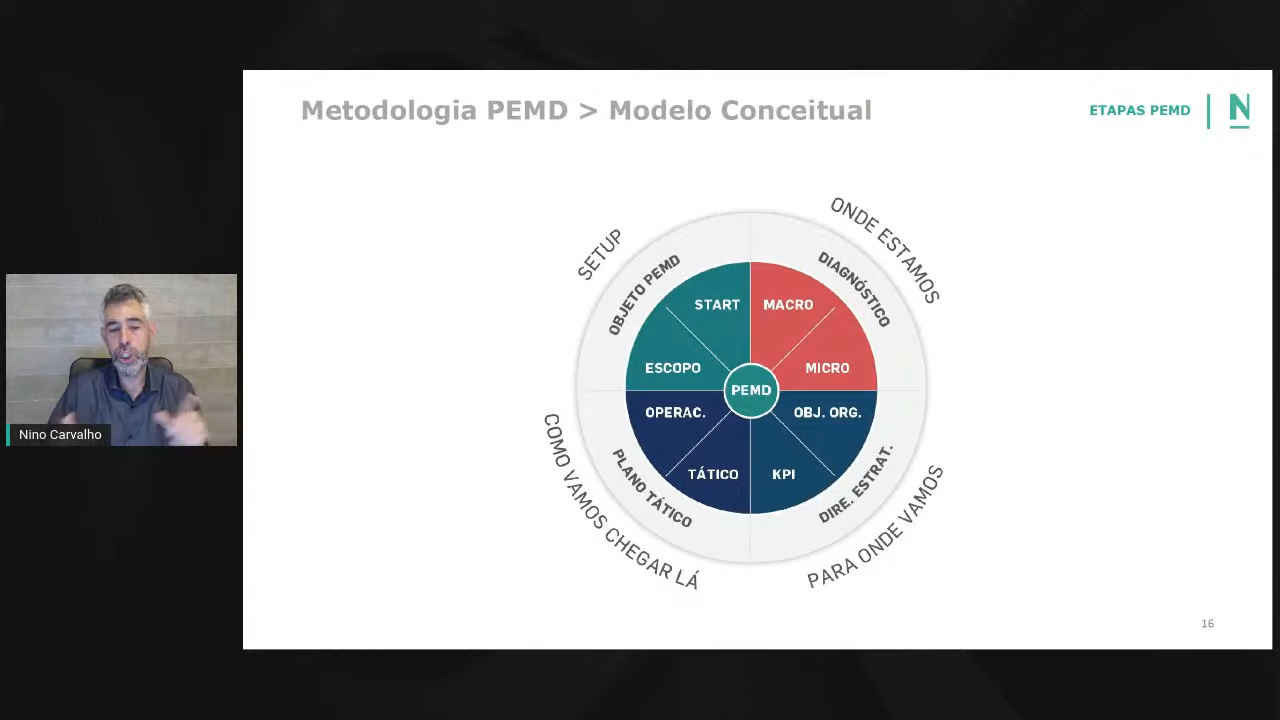 Metodologia PEMD > Modelo Conceitual
ETAPAS PEMD
N
SETUP
ONDE ESTAMOS
OBJETO PEMD
DIAGNÓSTICO
START
MACRO
ESCOPO
MICRO
PEMD
OPERAC.
OBJ. ORG.
TÁTICO
KPI
PLANO TÁTICO
DIRE. ESTRAT.
COMO VAMOS CHEGAR LÁ
PARA ONDE VAMOS
Nino Carvalho
16